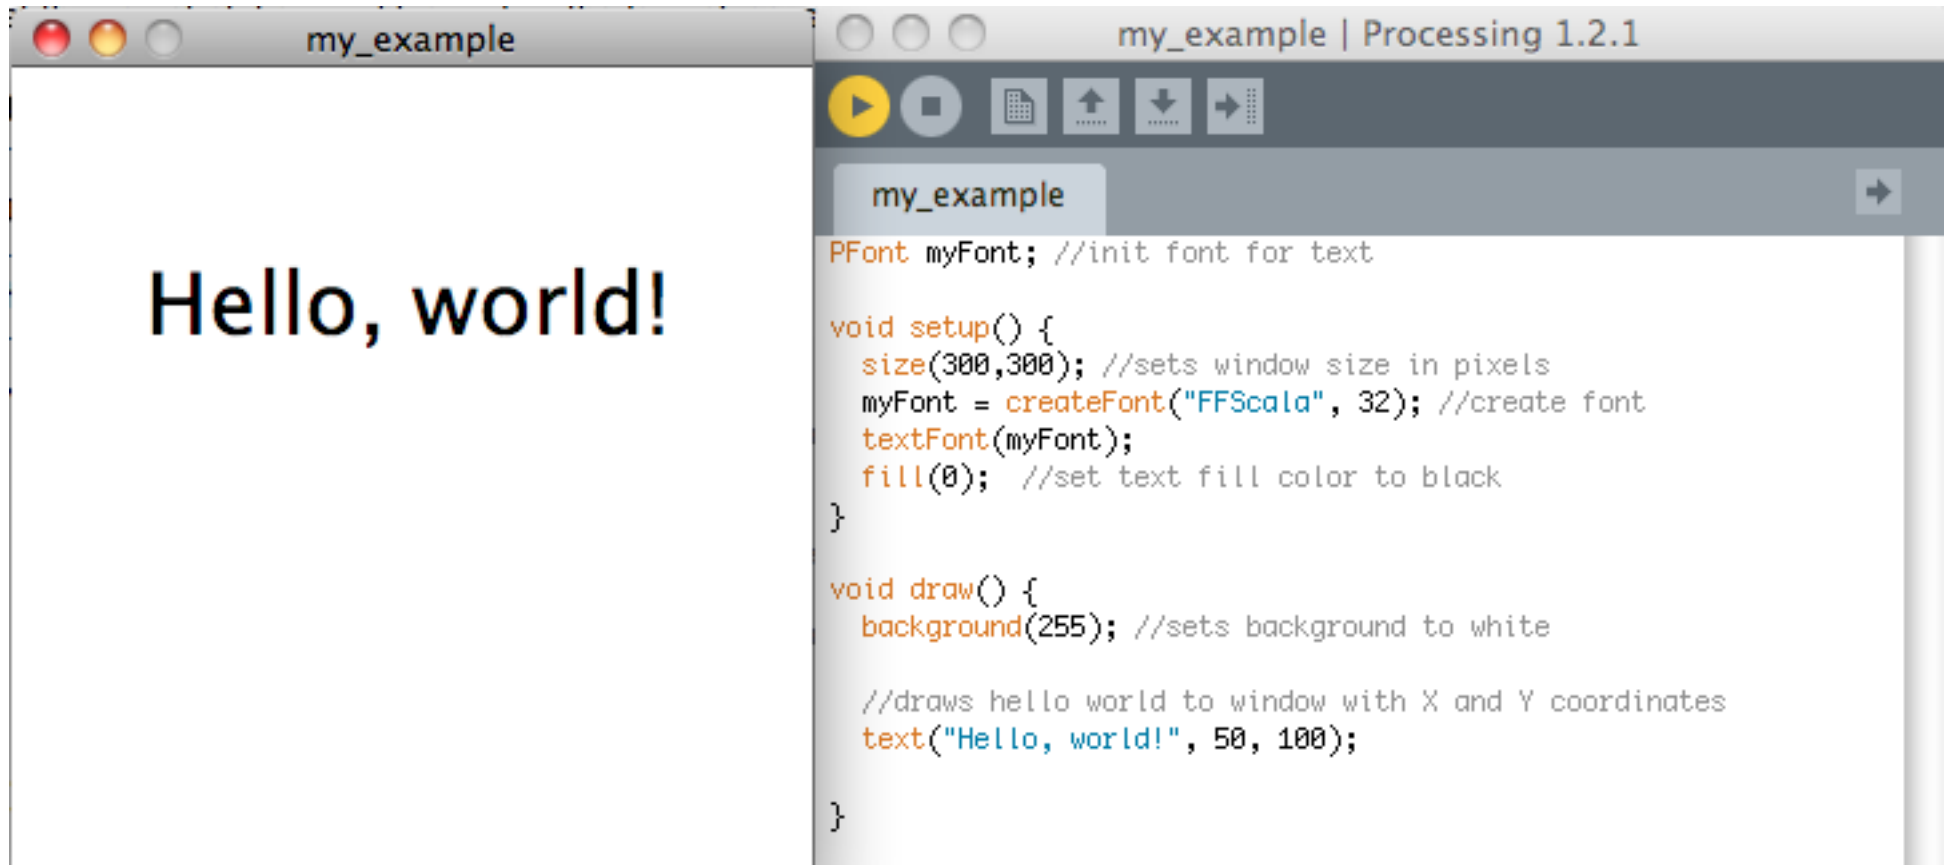 my_example
Hello, world!
my_example | Processing 1.2.1
my_example
PFont myFont; //init font for text
void setup() {
  size(300,300); //sets window size in pixels
  myFont = createFont("FFScala", 32); //create font
  textFont(myFont);
  fill(0);  //set text fill color to black
}
void draw() {
  background(255); //sets background to white
  //draws hello world to window with X and Y coordinates
  text("Hello, world!", 50, 100);
}